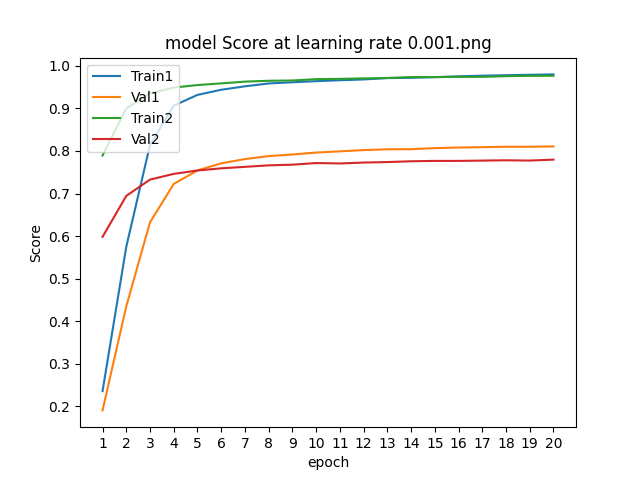 model Score at learning rate 0.001.png
Train1
Val1
Train2
Val2
Score
1.0
0.9
0.8
0.7
0.6
0.5
0.4
0.3
0.2
1 2 3 4 5 6 7 8 9 10 11 12 13 14 15 16 17 18 19 20
epoch